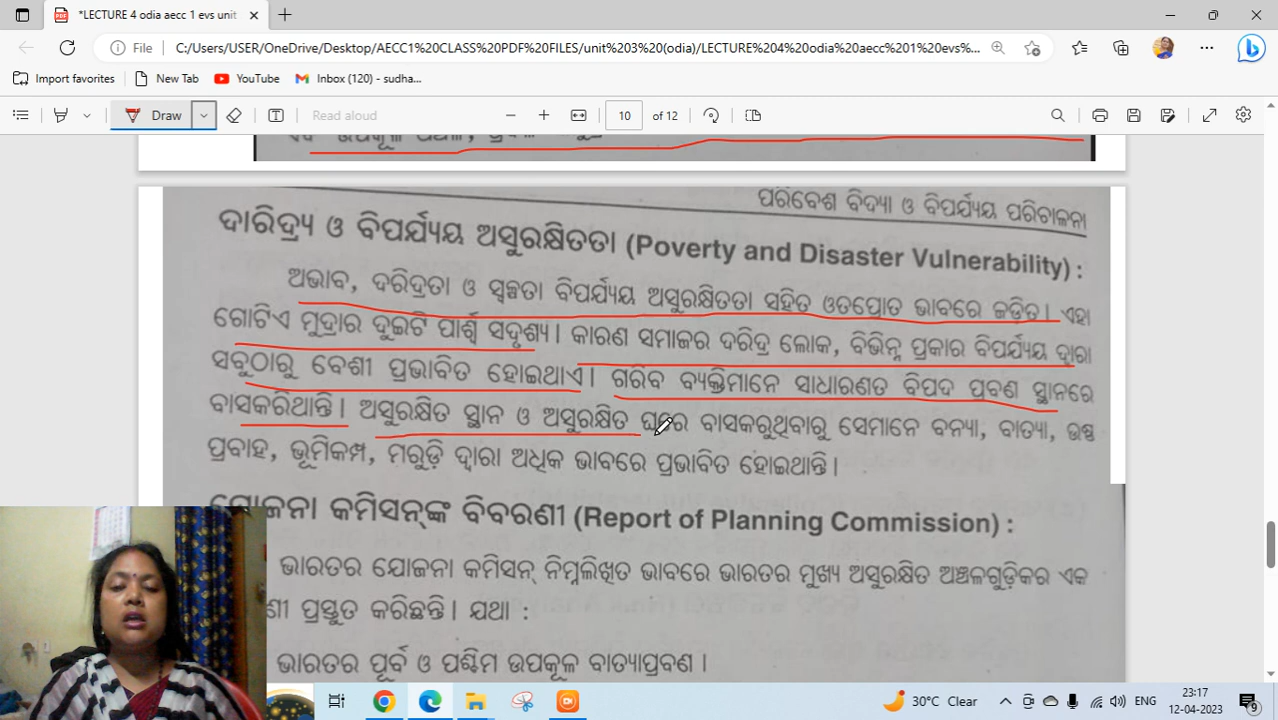 *LECTURE 4 odia aecc 1 evs unit
File C:/Users/USER/OneDrive/Desktop/AECC1%20CLASS%20PDF%20FILES/unit%203%20(odia)/LECTURE%204%20odia%20aecc%201%20evs%...
Import favorites New Tab YouTube Inbox (120) - sudha...
Draw Read aloud 10 of 12
ପରିବେଶ ବିଦ୍ୟା ଓ ବିପର୍ଯ୍ୟୟ ପରିଚାଳନା
ଦାରିଦ୍ର୍ୟ ଓ ବିପର୍ଯ୍ୟୟ ଅସୁରକ୍ଷିତତା (Poverty and Disaster Vulnerability) :
ଅଭାବ, ଦରିଦ୍ରତା ଓ ସ୍ୱଚ୍ଛତା ବିପର୍ଯ୍ୟୟ ଅସୁରକ୍ଷିତତା ସହିତ ଓତପ୍ରୋତ ଭାବରେ ଜଡ଼ିତ। ଏହା
ଗୋଟିଏ ମୁଦ୍ରାର ଦୁଇଟି ପାର୍ଶ୍ୱ ସଦୃଶ୍ୟ। କାରଣ ସମାଜର ଦରିଦ୍ର ଲୋକ, ବିଭିନ୍ନ ପ୍ରକାର ବିପର୍ଯ୍ୟୟ ଦ୍ୱାରା
ସବୁଠାରୁ ବେଶୀ ପ୍ରଭାବିତ ହୋଇଥାଏ। ଗରିବ ବ୍ୟକ୍ତିମାନେ ସାଧାରଣତ ବିପଦ ପ୍ରବଣ ସ୍ଥାନରେ
ବାସକରିଥାନ୍ତି। ଅସୁରକ୍ଷିତ ସ୍ଥାନ ଓ ଅସୁରକ୍ଷିତ ଘରେ ବାସକରୁଥିବାରୁ ସେମାନେ ବନ୍ୟା, ବାତ୍ୟା, ଉଷ୍ଣ
ପ୍ରବାହ, ଭୂମିକମ୍ପ, ମରୁଡ଼ି ଦ୍ୱାରା ଅଧିକ ଭାବରେ ପ୍ରଭାବିତ ହୋଇଥାନ୍ତି।
ଯୋଜନା କମିସନ୍‌ଙ୍କ ବିବରଣୀ (Report of Planning Commission) :
ଭାରତର ଯୋଜନା କମିସନ୍ ନିମ୍ନଲିଖିତ ଭାବରେ ଭାରତର ମୁଖ୍ୟ ଅସୁରକ୍ଷିତ ଅଞ୍ଚଳଗୁଡ଼ିକର ଏକ
ପ୍ରସ୍ତୁତ କରିଛନ୍ତି। ଯଥା :
ଭାରତର ପୂର୍ବ ଓ ପଶ୍ଚିମ ଉପକୂଳ ବାତ୍ୟାପ୍ରବଣ।
30°C Clear ENG 23:17
12-04-2023